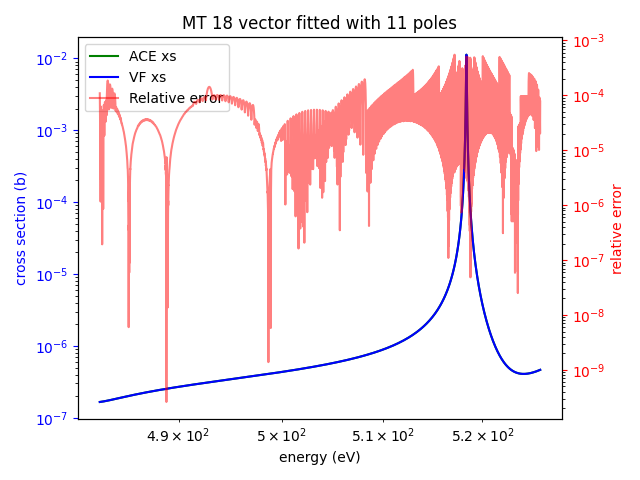 MT 18 vector fitted with 11 poles
ACE xs
VF xs
Relative error
cross section (b)
10⁻²
10⁻³
10⁻⁴
10⁻⁵
10⁻⁶
10⁻⁷
10⁻³
10⁻⁴
10⁻⁵
10⁻⁶
10⁻⁷
10⁻⁸
10⁻⁹
relative error
4.9 × 10² 5 × 10² 5.1 × 10² 5.2 × 10²
energy (eV)